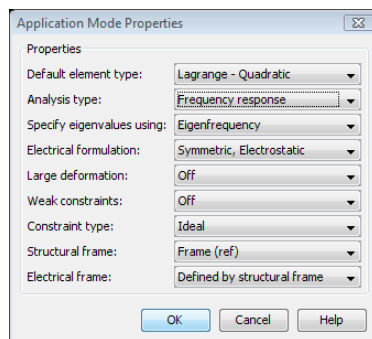 Application Mode Properties
Properties
Default element type: Lagrange - Quadratic
Analysis type: Frequency response
Specify eigenvalues using: Eigenfrequency
Electrical formulation: Symmetric, Electrostatic
Large deformation: Off
Weak constraints: Off
Constraint type: Ideal
Structural frame: Frame (ref)
Electrical frame: Defined by structural frame
OK Cancel Help